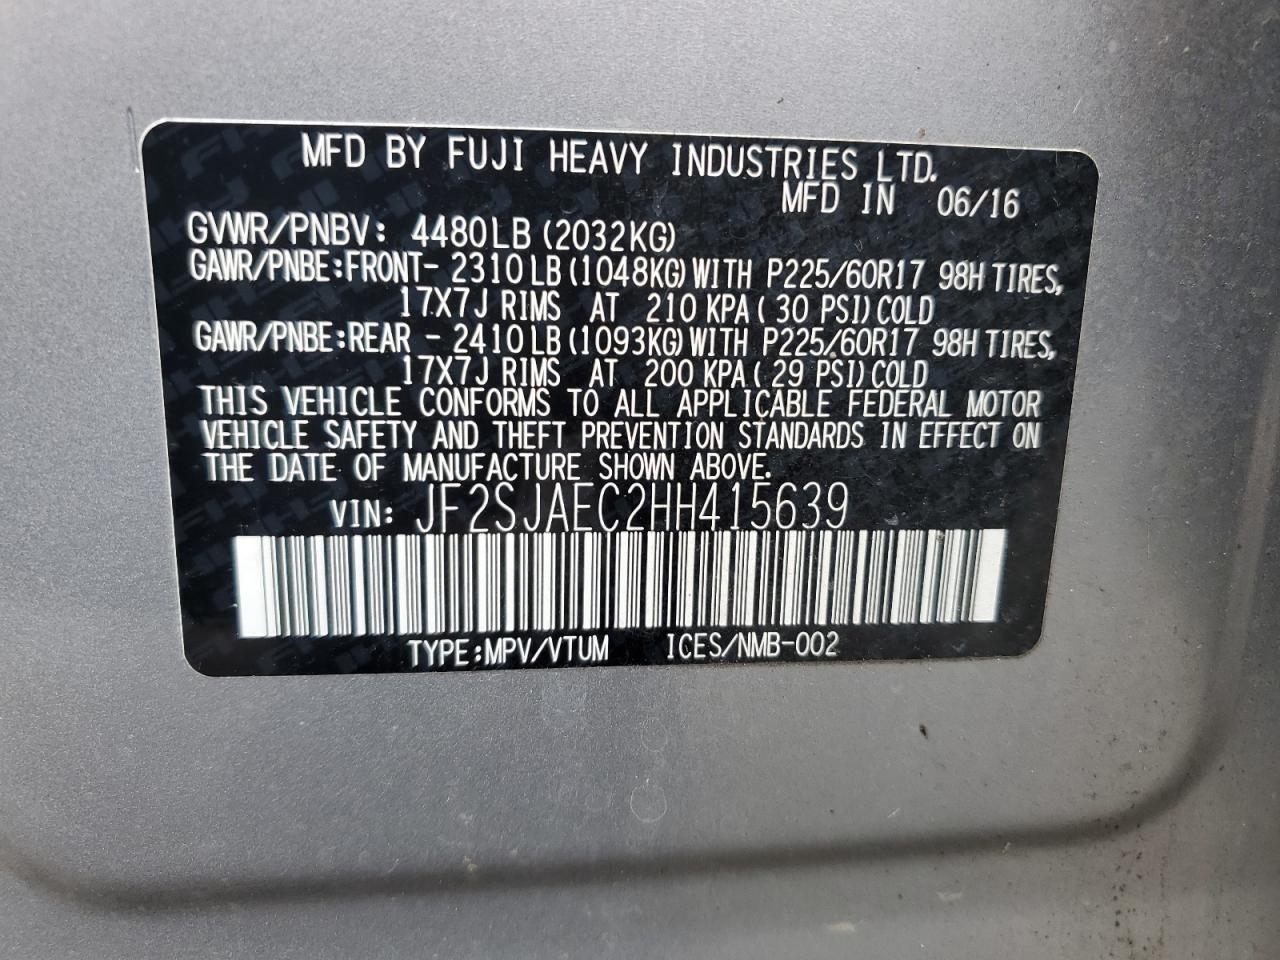 MFD BY FUJI HEAVY INDUSTRIES LTD.
MFD IN 06/16
GVWR/PNBV: 4480LB (2032KG)
GAWR/PNBE:FRONT- 2310LB (1048KG) WITH P225/60R17 98H TIRES,
17X7J RIMS AT 210 KPA ( 30 PSI) COLD
GAWR/PNBE:REAR - 2410LB (1093KG) WITH P225/60R17 98H TIRES,
17X7J RIMS AT 200 KPA ( 29 PSI) COLD
THIS VEHICLE CONFORMS TO ALL APPLICABLE FEDERAL MOTOR
VEHICLE SAFETY AND THEFT PREVENTION STANDARDS IN EFFECT ON
THE DATE OF MANUFACTURE SHOWN ABOVE.
VIN: JF2SJAEC2HH415639
TYPE:MPV/VTUM ICES/NMB-002